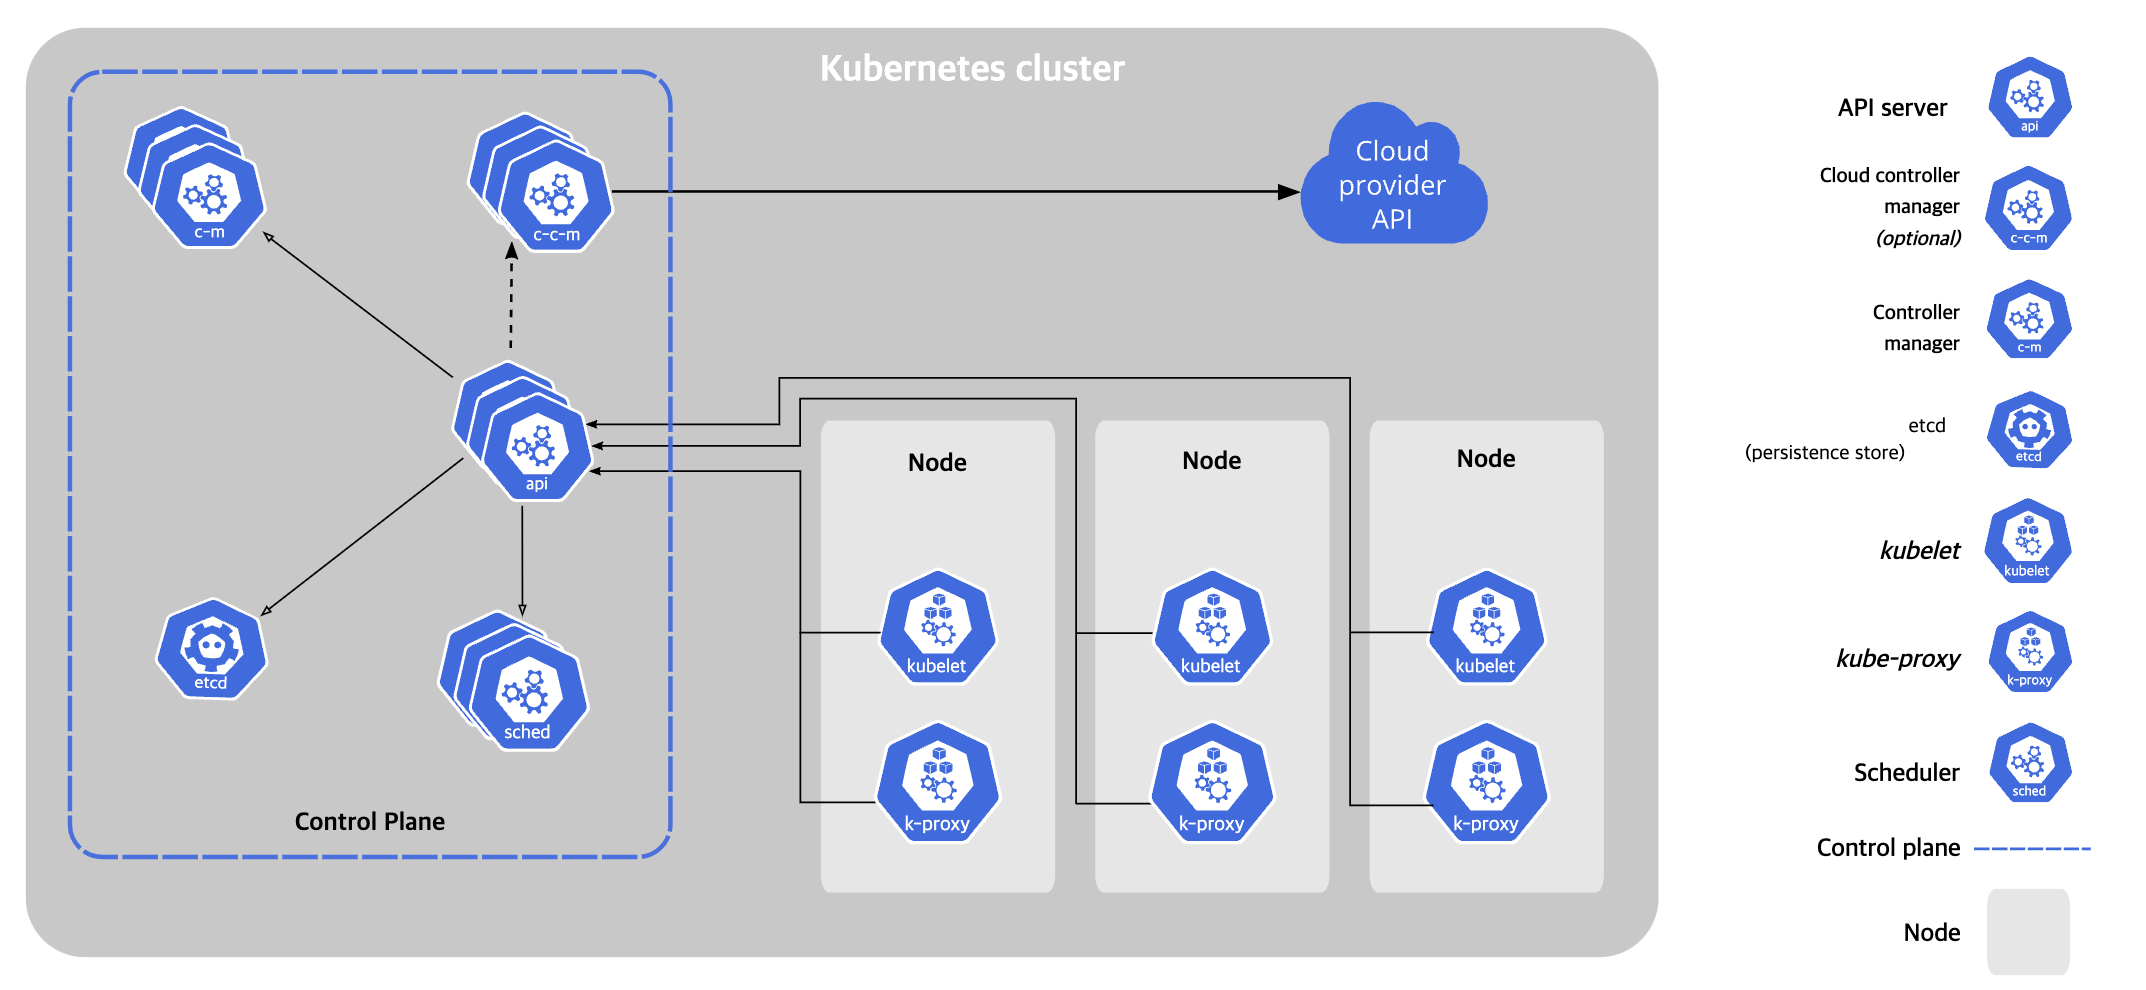 Kubernetes cluster
c-m
c-c-m
Cloud
provider
API
api
etcd
sched
Control Plane
Node
kubelet
k-proxy
Node
kubelet
k-proxy
Node
kubelet
k-proxy
API server
api
Cloud controller
manager
(optional)
c-c-m
Controller
manager
c-m
etcd
(persistence store)
etcd
kubelet
kubelet
kube-proxy
k-proxy
Scheduler
sched
Control plane
Node